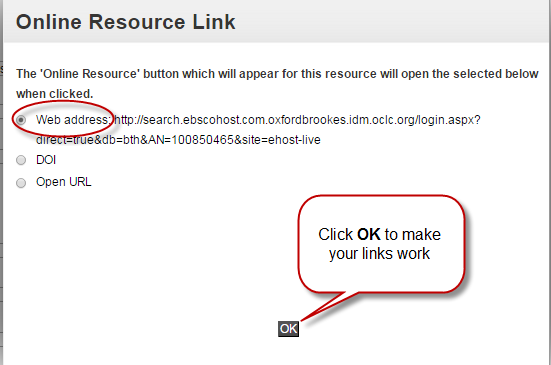 Online Resource Link
The 'Online Resource' button which will appear for this resource will open the selected below
when clicked.
Web address: http://search.ebscohost.com.oxfordbrookes.idm.oclc.org/login.aspx?
direct=true&db=bth&AN=100850465&site=ehost-live
DOI
Open URL
Click OK to make
your links work
OK